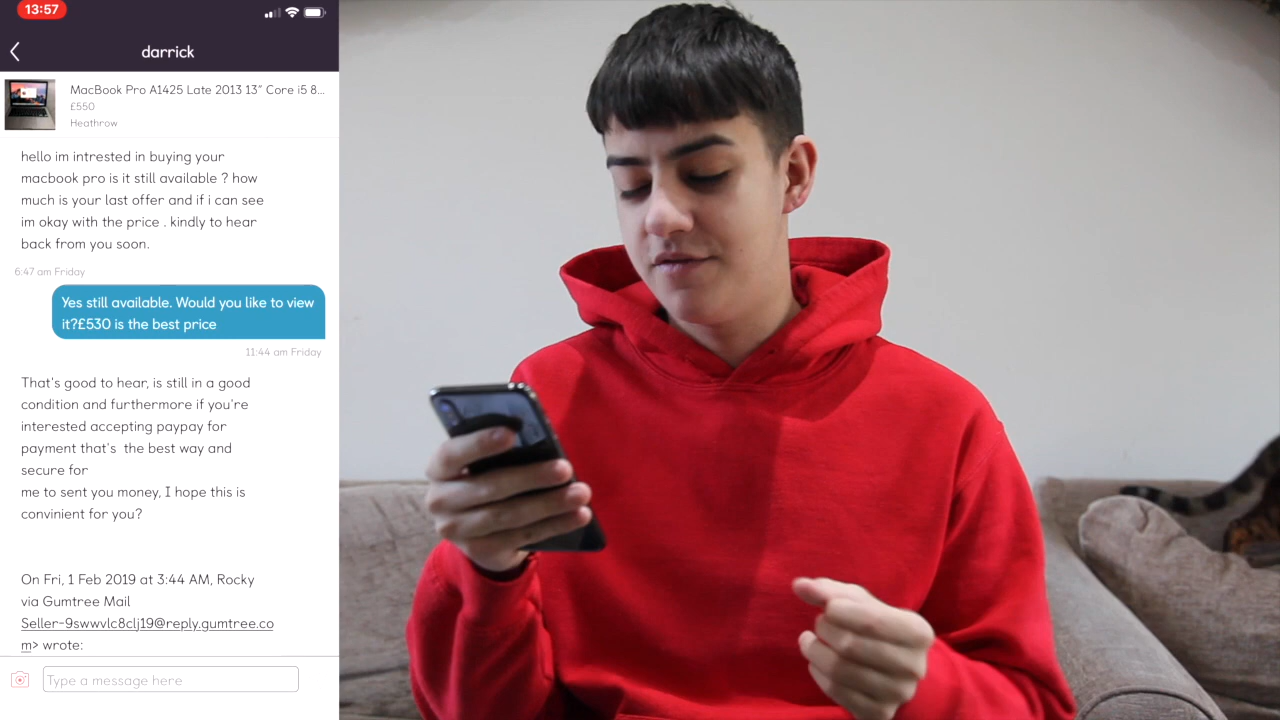 13:57
darrick
MacBook Pro A1425 Late 2013 13" Core i5 8...
£550
Heathrow
hello im intrested in buying your
macbook pro is it still available ? how
much is your last offer and if i can see
im okay with the price . kindly to hear
back from you soon.
6:47 am Friday
Yes still available. Would you like to view
it?£530 is the best price
11:44 am Friday
That's good to hear, is still in a good
condition and furthermore if you're
interested accepting paypay for
payment that's  the best way and
secure for
me to sent you money, I hope this is
convinient for you?
On Fri, 1 Feb 2019 at 3:44 AM, Rocky
via Gumtree Mail
Seller-9swwvlc8clj19@reply.gumtree.co
m> wrote:
Type a message here